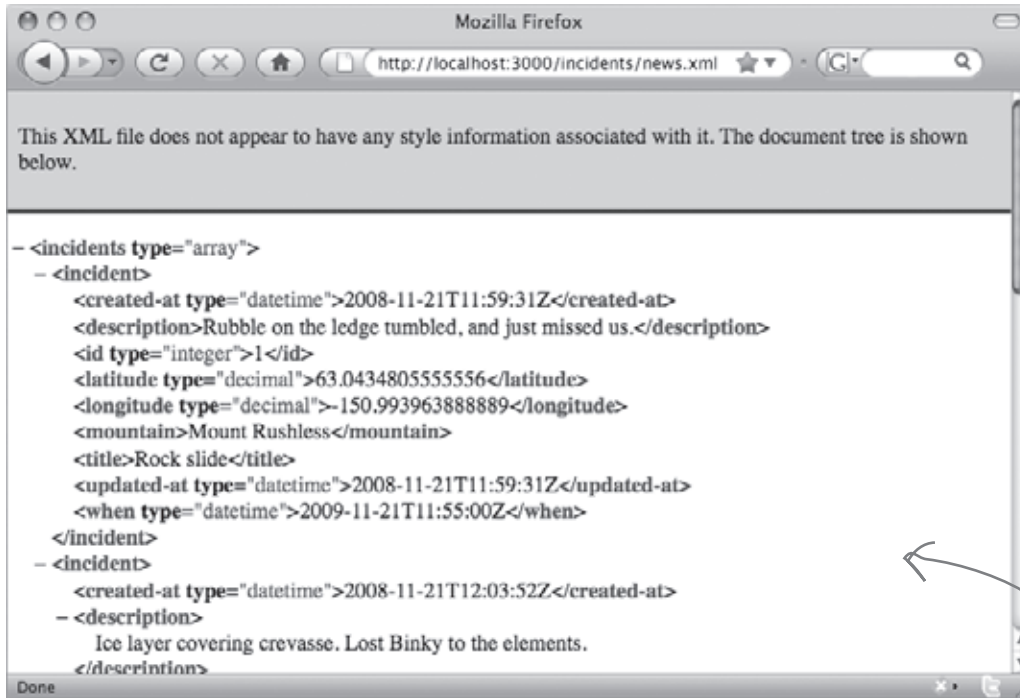 Mozilla Firefox
http://localhost:3000/incidents/news.xml
G
This XML file does not appear to have any style information associated with it. The document tree is shown
below.
– <incidents type="array">
– <incident>
<created-at type="datetime">2008-11-21T11:59:31Z</created-at>
<description>Rubble on the ledge tumbled, and just missed us.</description>
<id type="integer">1</id>
<latitude type="decimal">63.0434805555556</latitude>
<longitude type="decimal">-150.993963888889</longitude>
<mountain>Mount Rushless</mountain>
<title>Rock slide</title>
<updated-at type="datetime">2008-11-21T11:59:31Z</updated-at>
<when type="datetime">2009-11-21T11:55:00Z</when>
</incident>
– <incident>
<created-at type="datetime">2008-11-21T12:03:52Z</created-at>
– <description>
Ice layer covering crevasse. Lost Binky to the elements.
</description>
Done